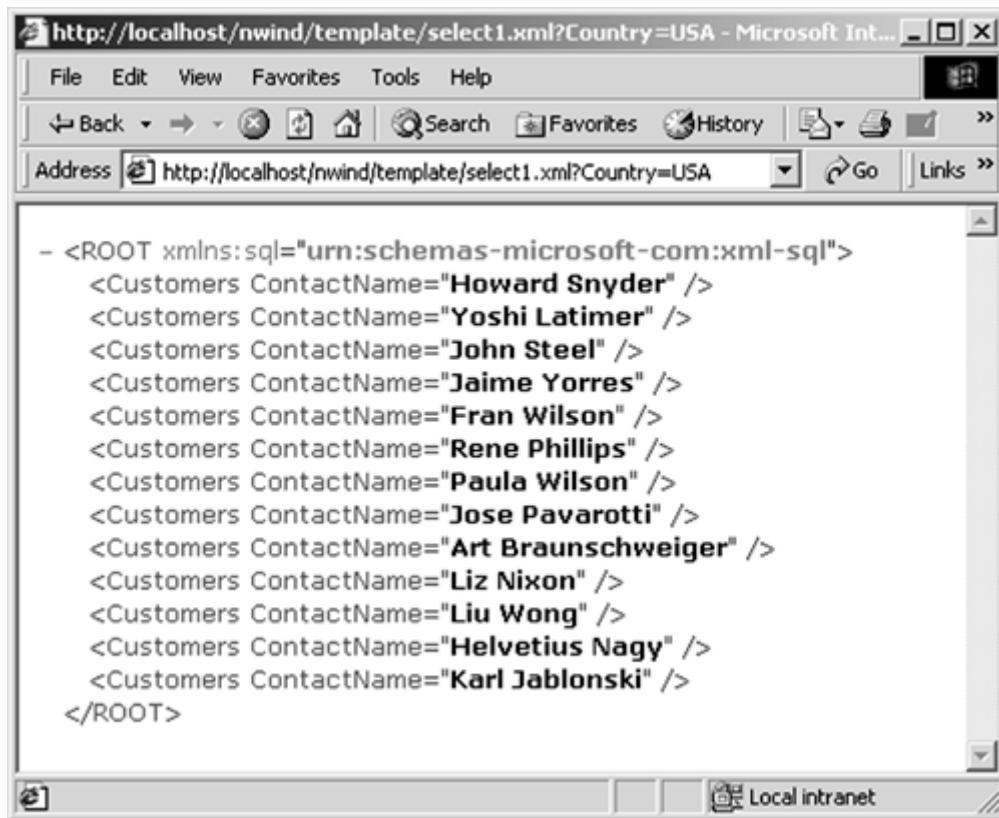 http://localhost/nwind/template/select1.xml?Country=USA - Microsoft Int...
File Edit View Favorites Tools Help
Back Search Favorites History »
Address http://localhost/nwind/template/select1.xml?Country=USA Go Links »
- <ROOT xmlns:sql="urn:schemas-microsoft-com:xml-sql">
<Customers ContactName="Howard Snyder" />
<Customers ContactName="Yoshi Latimer" />
<Customers ContactName="John Steel" />
<Customers ContactName="Jaime Yorres" />
<Customers ContactName="Fran Wilson" />
<Customers ContactName="Rene Phillips" />
<Customers ContactName="Paula Wilson" />
<Customers ContactName="Jose Pavarotti" />
<Customers ContactName="Art Braunschweiger" />
<Customers ContactName="Liz Nixon" />
<Customers ContactName="Liu Wong" />
<Customers ContactName="Helvetius Nagy" />
<Customers ContactName="Karl Jablonski" />
</ROOT>
Local intranet